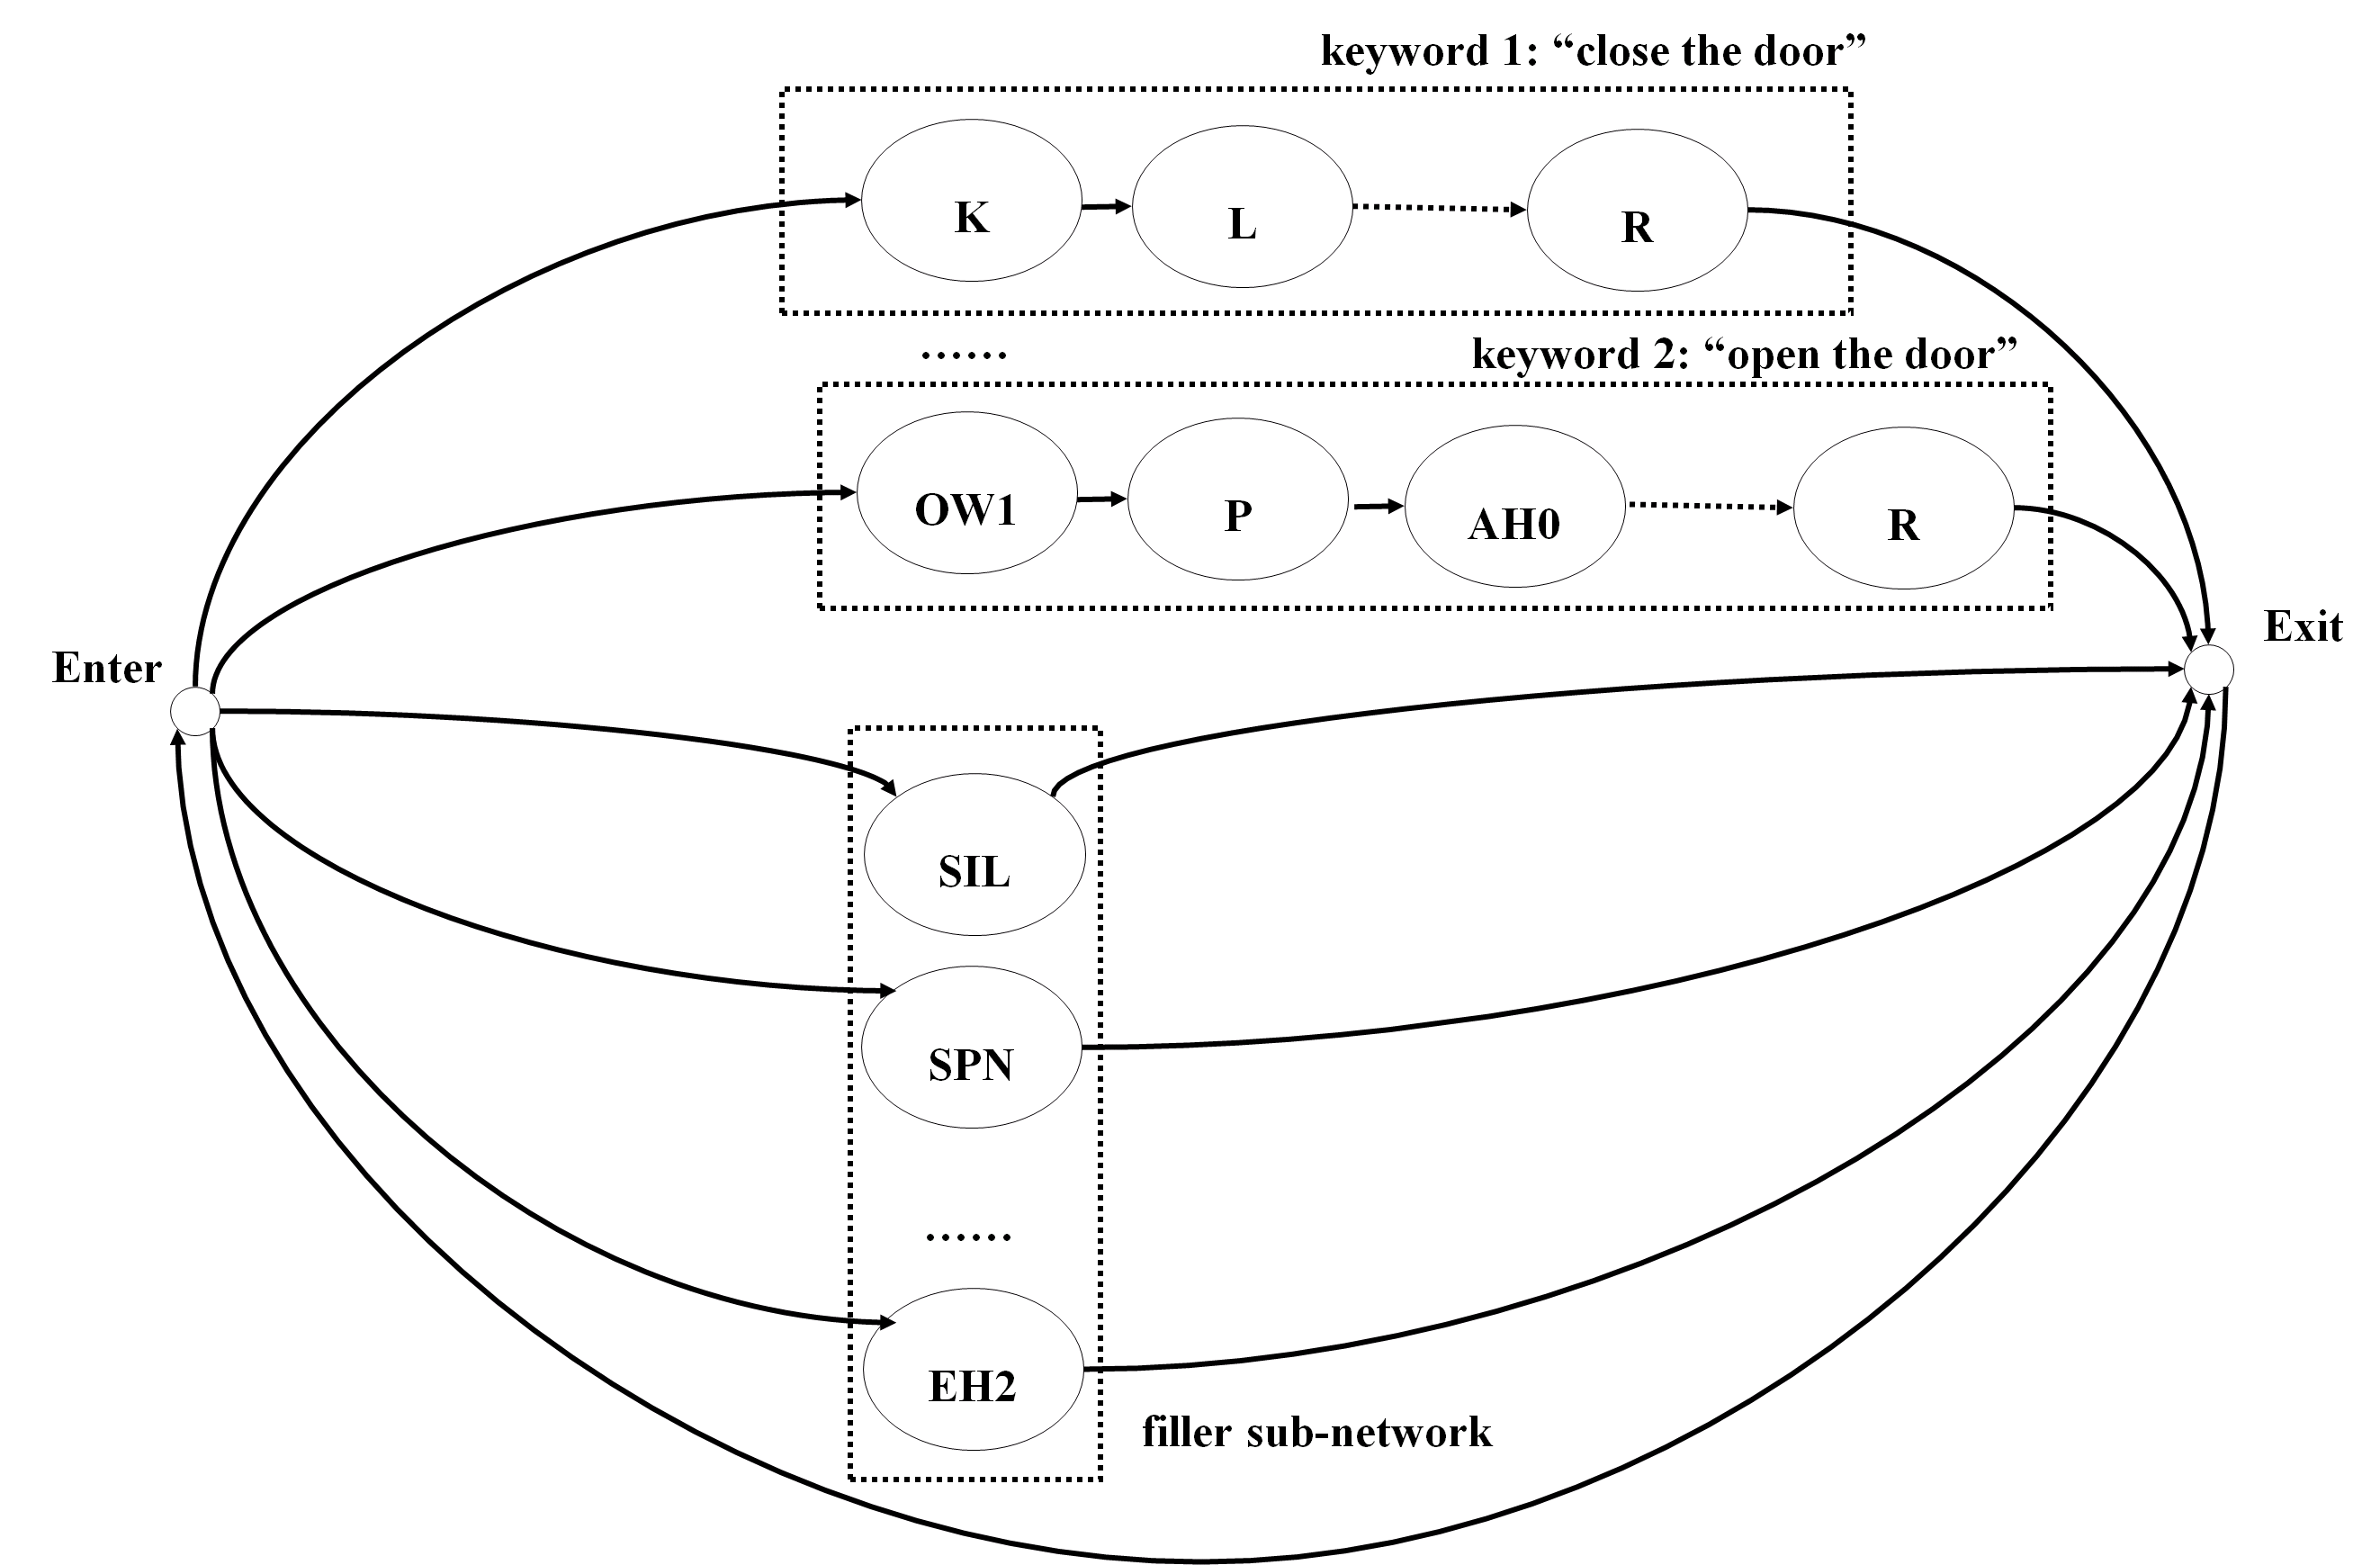 keyword 1: “close the door”
K
L
R
......
keyword 2: “open the door”
OW1
P
AH0
R
Enter
Exit
SIL
SPN
......
EH2
filler sub-network